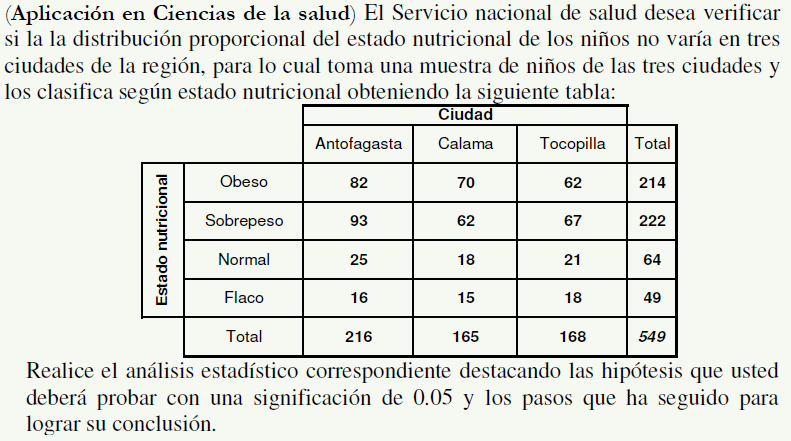 (Aplicación en Ciencias de la salud) El Servicio nacional de salud desea verificar
si la la distribución proporcional del estado nutricional de los niños no varía en tres
ciudades de la región, para lo cual toma una muestra de niños de las tres ciudades y
los clasifica según estado nutricional obteniendo la siguiente tabla:
Ciudad
Antofagasta Calama Tocopilla Total
Estado nutricional
Obeso 82 70 62 214
Sobrepeso 93 62 67 222
Normal 25 18 21 64
Flaco 16 15 18 49
Total 216 165 168 549
Realice el análisis estadístico correspondiente destacando las hipótesis que usted
deberá probar con una significación de 0.05 y los pasos que ha seguido para
lograr su conclusión.